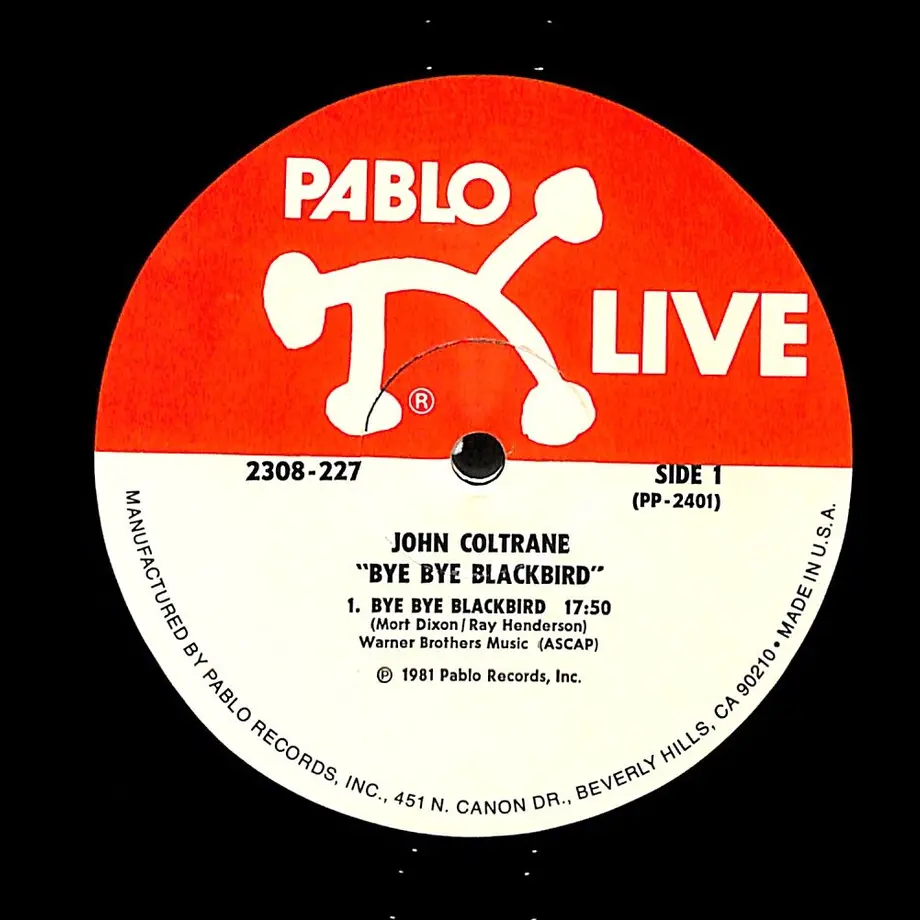 PABLO
LIVE
®
2308-227
SIDE 1
(PP-2401)
JOHN COLTRANE
"BYE BYE BLACKBIRD"
1. BYE BYE BLACKBIRD 17:50
(Mort Dixon/Ray Henderson)
Warner Brothers Music (ASCAP)
℗ 1981 Pablo Records, Inc.
MANUFACTURED BY PABLO RECORDS, INC., 451 N. CANON DR., BEVERLY HILLS, CA 90210 • MADE IN U.S.A.